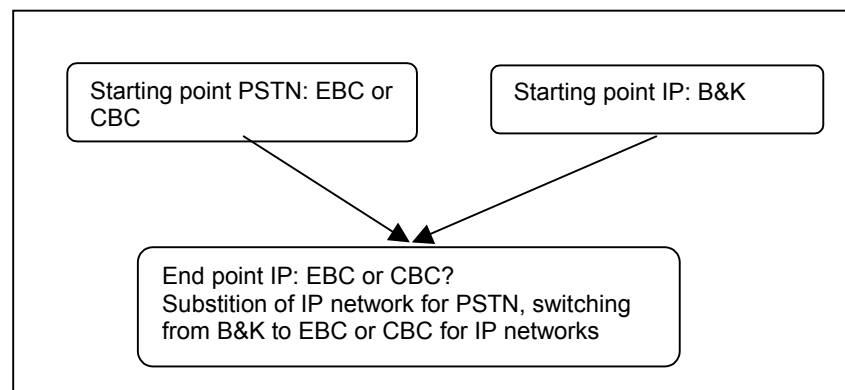 Starting point PSTN: EBC or
CBC
Starting point IP: B&K
End point IP: EBC or CBC?
Substition of IP network for PSTN, switching
from B&K to EBC or CBC for IP networks